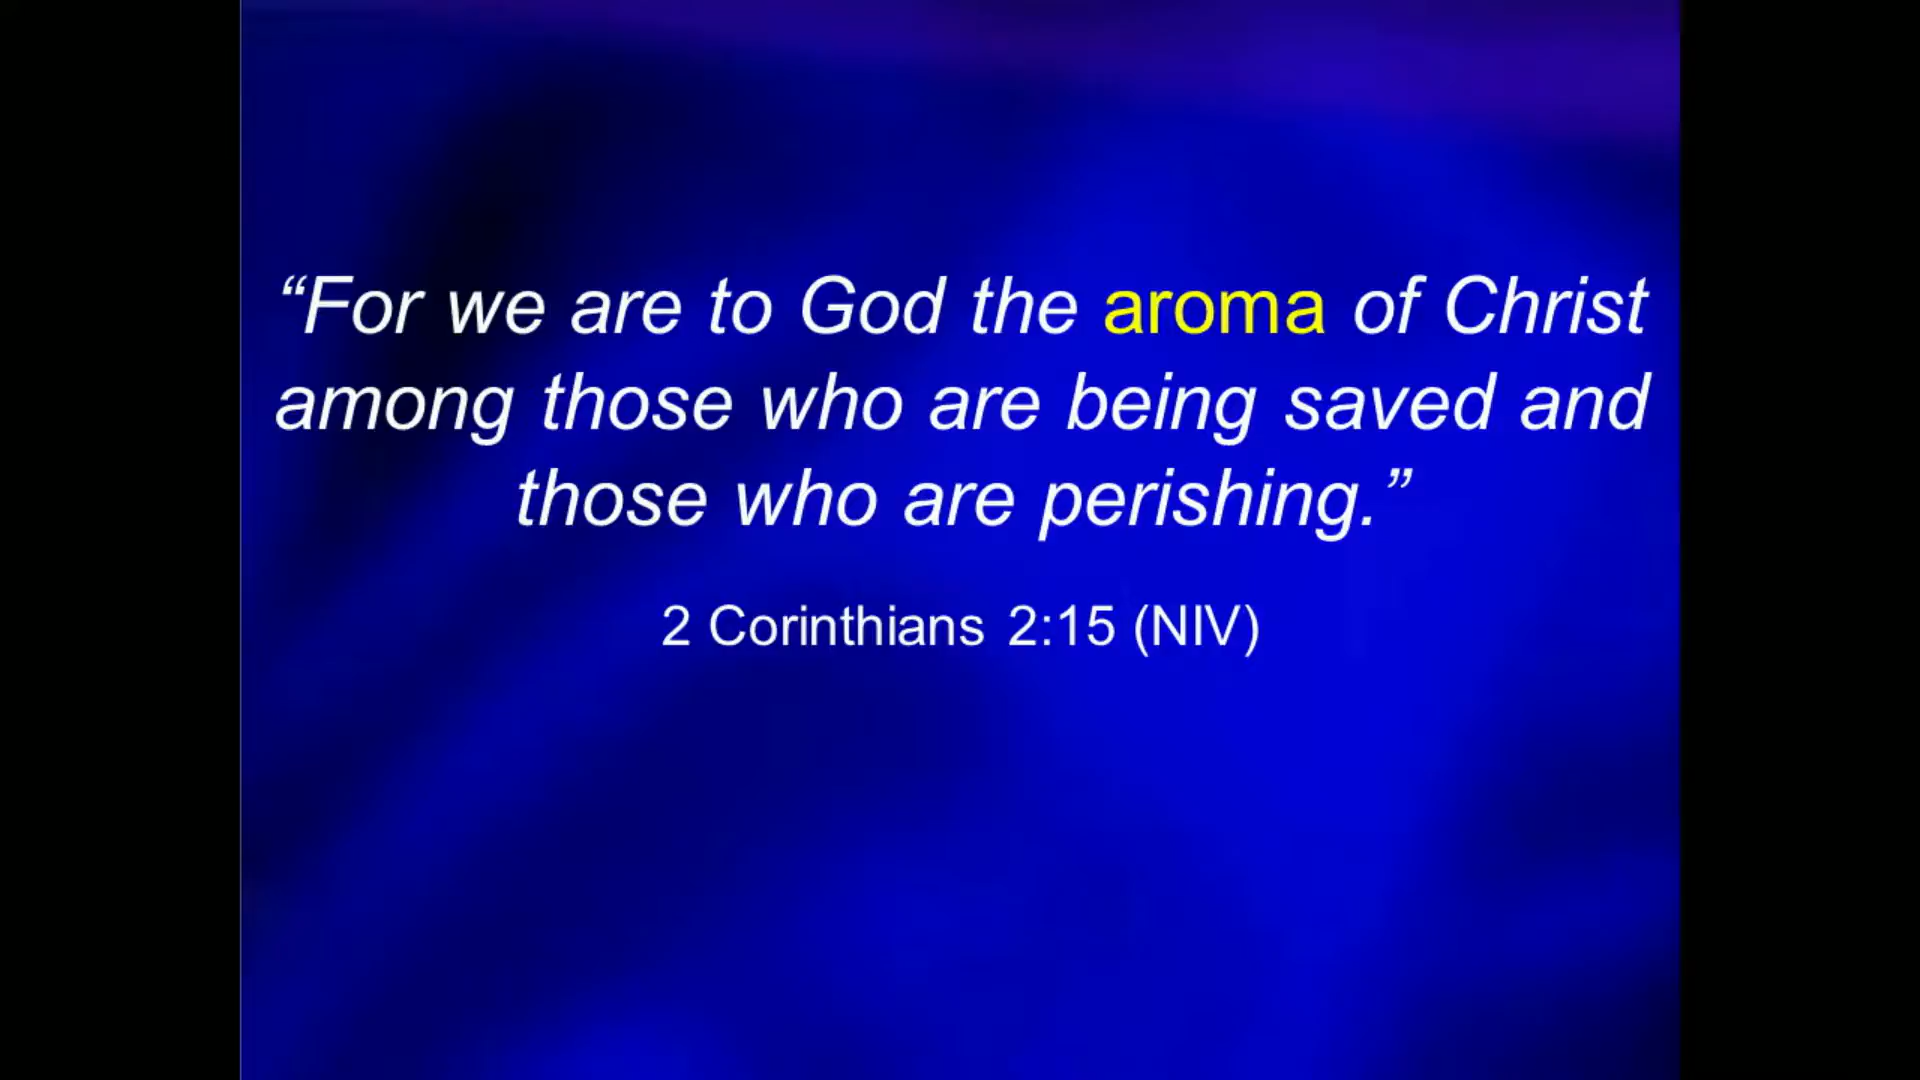 “For we are to God the aroma of Christ
among those who are being saved and
those who are perishing.”
2 Corinthians 2:15 (NIV)